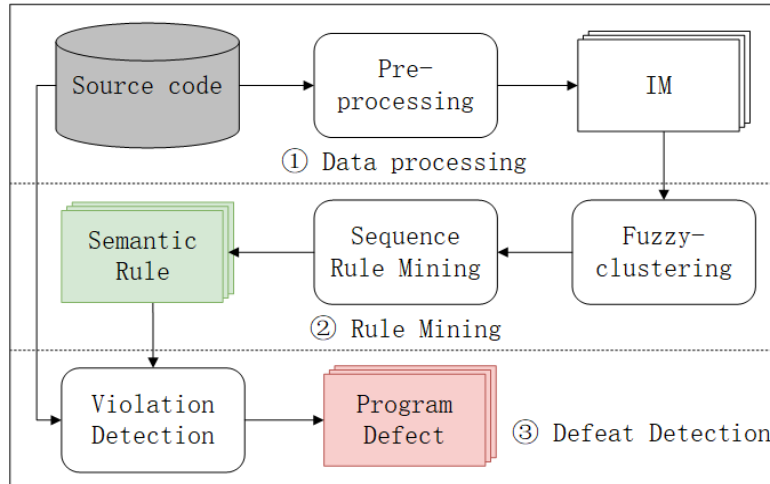 Source code
Pre-
processing
IM
① Data processing
Semantic
Rule
Sequence
Rule Mining
Fuzzy-
clustering
② Rule Mining
Violation
Detection
Program
Defect
③ Defeat Detection